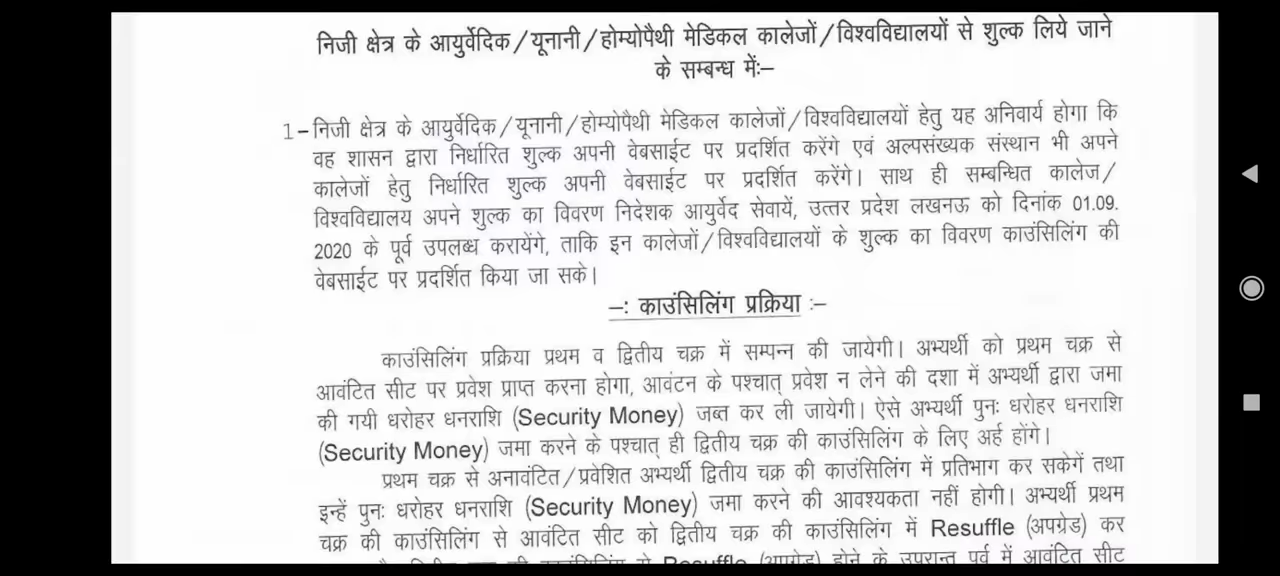 निजी क्षेत्र के आयुर्वेदिक/यूनानी/होम्योपैथी मेडिकल कालेजों/विश्वविद्यालयों से शुल्क लिये जाने
के सम्बन्ध में:–
1–निजी क्षेत्र के आयुर्वेदिक/यूनानी/होम्योपैथी मेडिकल कालेजों/विश्वविद्यालयों हेतु यह अनिवार्य होगा कि
वह शासन द्वारा निर्धारित शुल्क अपनी वेबसाईट पर प्रदर्शित करेंगे एवं अल्पसंख्यक संस्थान भी अपने
कालेजों हेतु निर्धारित शुल्क अपनी वेबसाईट पर प्रदर्शित करेंगे। साथ ही सम्बन्धित कालेज/
विश्वविद्यालय अपने शुल्क का विवरण निदेशक आयुर्वेद सेवायें, उत्तर प्रदेश लखनऊ को दिनांक 01.09.
2020 के पूर्व उपलब्ध करायेंगे, ताकि इन कालेजों/विश्वविद्यालयों के शुल्क का विवरण काउंसिलिंग की
वेबसाईट पर प्रदर्शित किया जा सके।
–: काउंसिलिंग प्रक्रिया :–
काउंसिलिंग प्रक्रिया प्रथम व द्वितीय चक्र में सम्पन्न की जायेगी। अभ्यर्थी को प्रथम चक्र से
आवंटित सीट पर प्रवेश प्राप्त करना होगा, आवंटन के पश्चात् प्रवेश न लेने की दशा में अभ्यर्थी द्वारा जमा
की गयी धरोहर धनराशि (Security Money) जब्त कर ली जायेगी। ऐसे अभ्यर्थी पुनः धरोहर धनराशि
(Security Money) जमा करने के पश्चात् ही द्वितीय चक्र की काउंसिलिंग के लिए अर्ह होंगे।
प्रथम चक्र से अनावंटित/प्रवेशित अभ्यर्थी द्वितीय चक्र की काउंसिलिंग में प्रतिभाग कर सकेगें तथा
इन्हें पुनः धरोहर धनराशि (Security Money) जमा करने की आवश्यकता नहीं होगी। अभ्यर्थी प्रथम
चक्र की काउंसिलिंग से आवंटित सीट को द्वितीय चक्र की काउंसिलिंग में Resuffle (अपग्रेड) कर
Resuffle (अपग्रेड) होने के उपरान्त पूर्व में आवंटित सीट